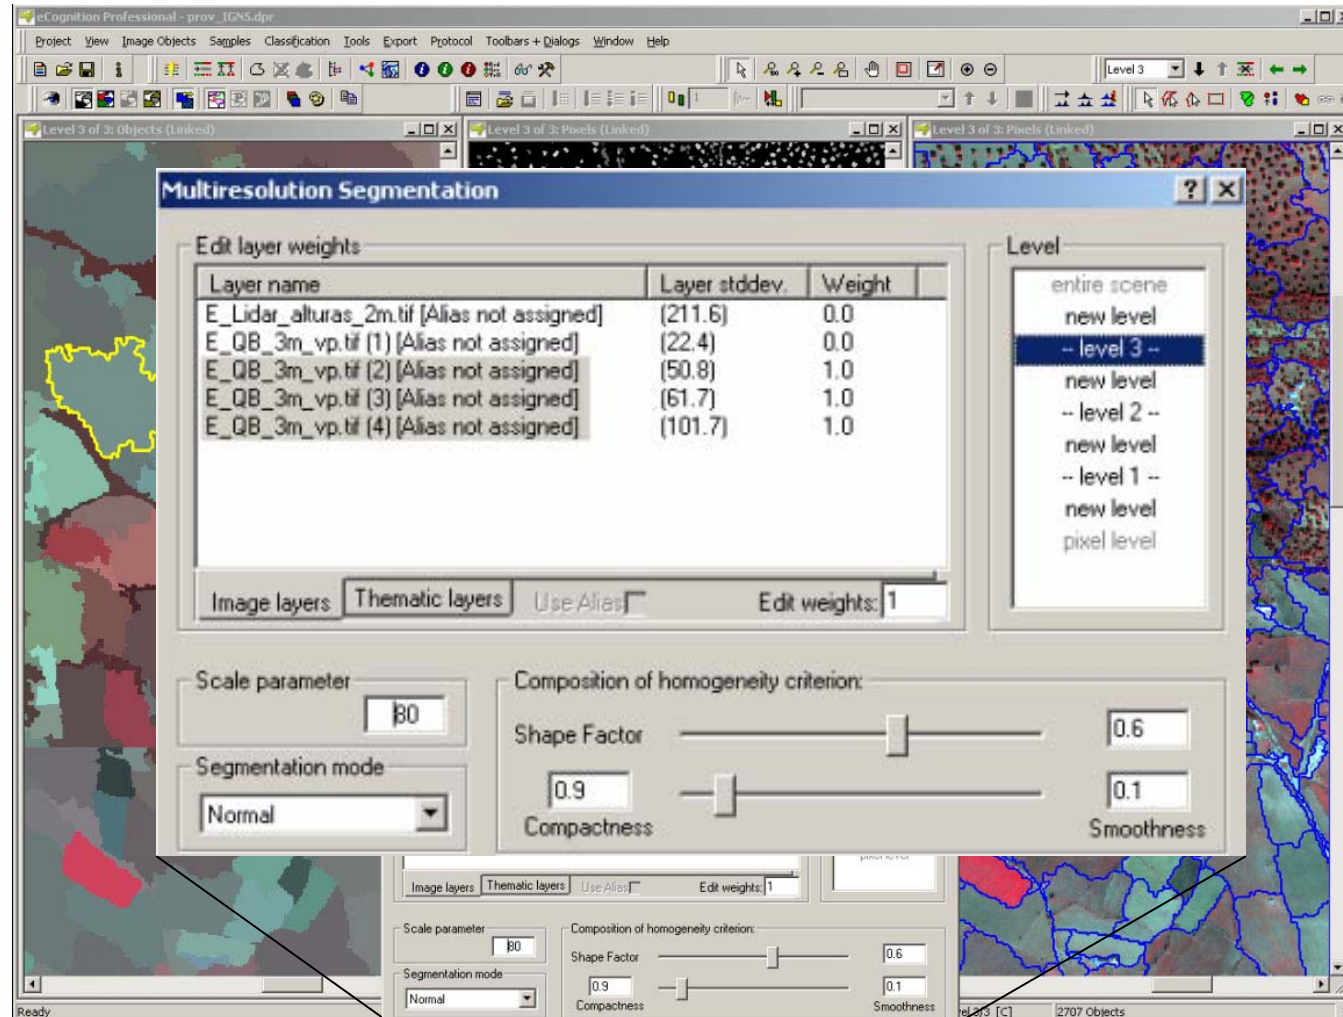 eCognition Professional - prov_IGN5.dpr
Project View Image Objects Samples Classification Tools Export Protocol Toolbars + Dialogs Window Help
Level 3
1
Level 3 of 3: Objects (Linked)
Level 3 of 3: Pixels (Linked)
Level 3 of 3: Pixels (Linked)
Multiresolution Segmentation
Edit layer weights
Layer name Layer stddev. Weight
E_Lidar_alturas_2m.tif [Alias not assigned] (211.6) 0.0
E_QB_3m_vp.tif (1) [Alias not assigned] (22.4) 0.0
E_QB_3m_vp.tif (2) [Alias not assigned] (50.8) 1.0
E_QB_3m_vp.tif (3) [Alias not assigned] (61.7) 1.0
E_QB_3m_vp.tif (4) [Alias not assigned] (101.7) 1.0
Image layers Thematic layers Use Alias Edit weights: 1
Level
entire scene
new level
-- level 3 --
new level
-- level 2 --
new level
-- level 1 --
new level
pixel level
Scale parameter
80
Segmentation mode
Normal
Composition of homogeneity criterion:
Shape Factor 0.6
0.9 0.1
Compactness Smoothness
pixel level
Image layers Thematic layers Use Alias Edit weights: 1
Scale parameter
80
Segmentation mode
Normal
Composition of homogeneity criterion:
Shape Factor 0.6
0.9 0.1
Compactness Smoothness
Ready 3/3 [C] 2707 Objects